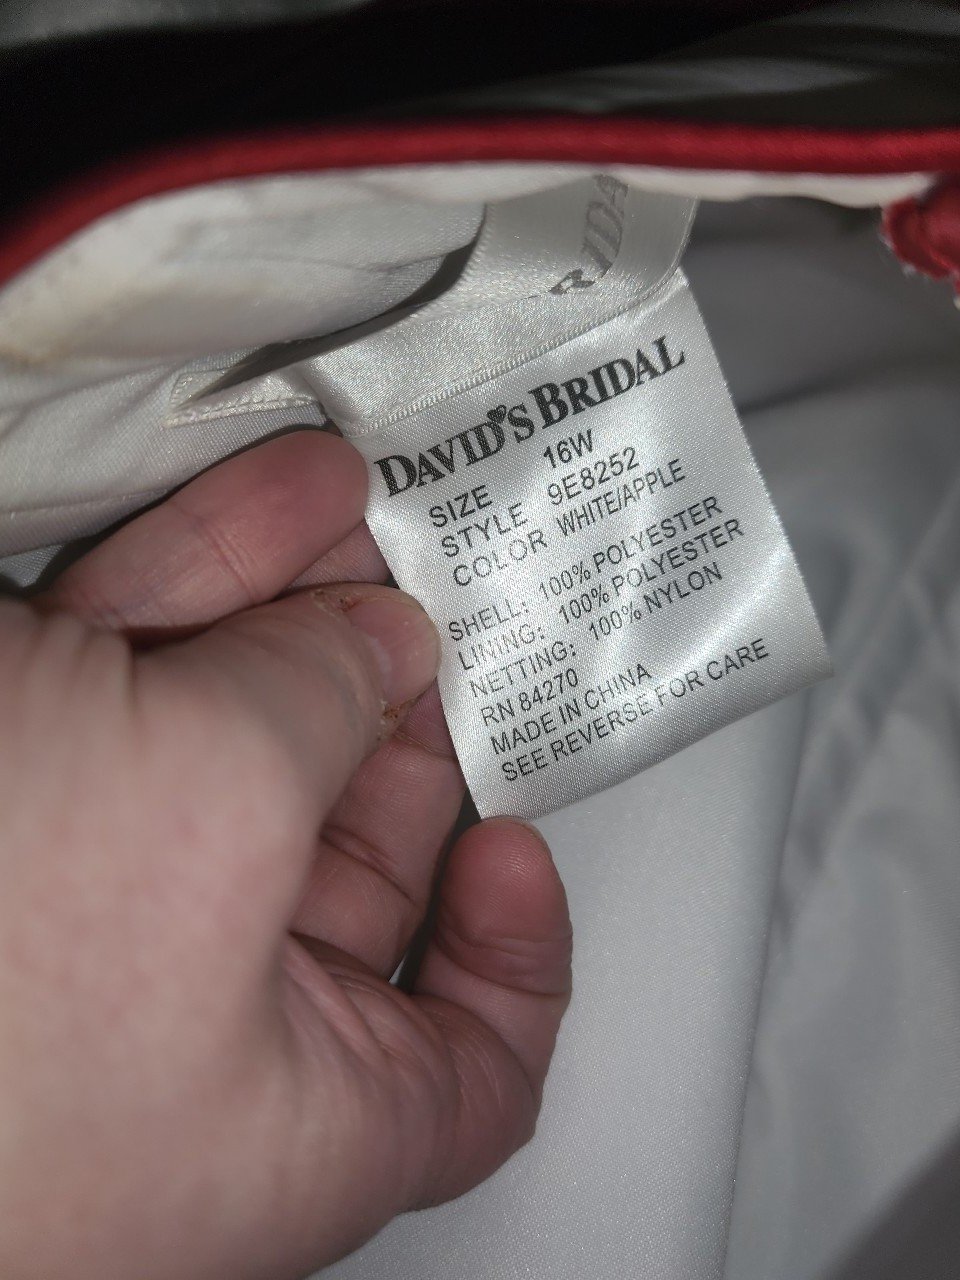 DAVID'S BRIDAL
SIZE 16W
STYLE 9E8252
COLOR WHITE/APPLE
SHELL: 100% POLYESTER
LINING: 100% POLYESTER
NETTING: 100% NYLON
RN 84270
MADE IN CHINA
SEE REVERSE FOR CARE